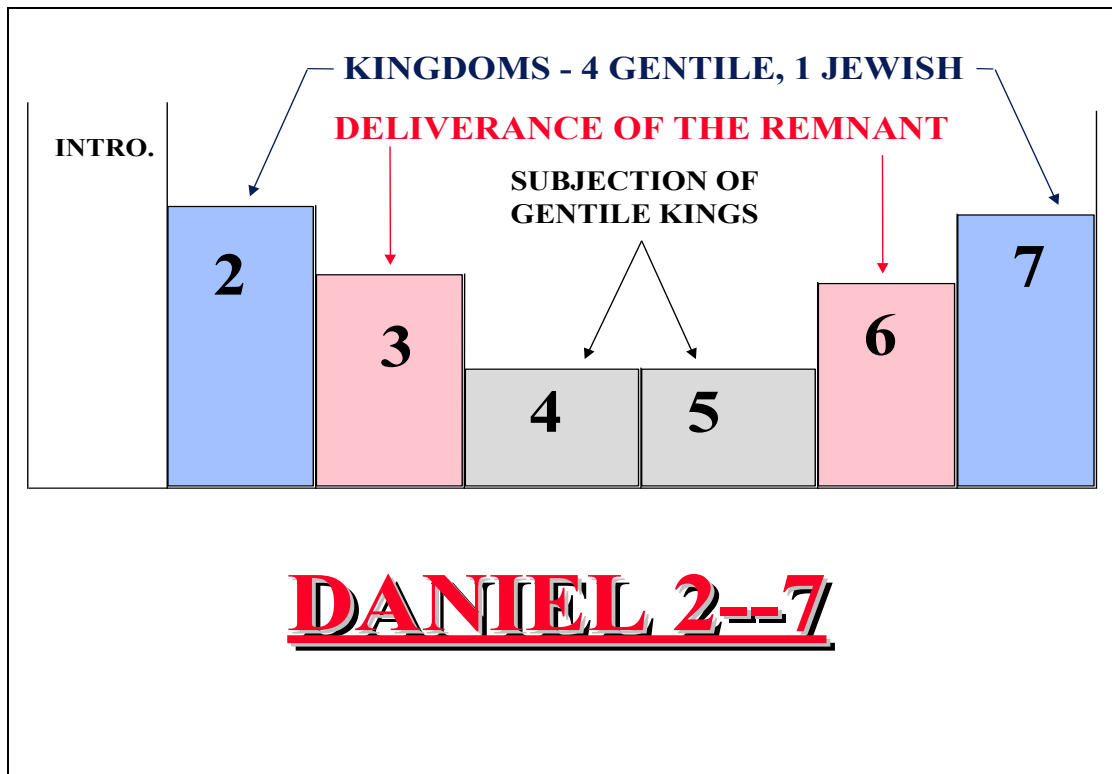 KINGDOMS - 4 GENTILE, 1 JEWISH
DELIVERANCE OF THE REMNANT
INTRO.
SUBJECTION OF
GENTILE KINGS
2
3
4
5
6
7
DANIEL 2--7